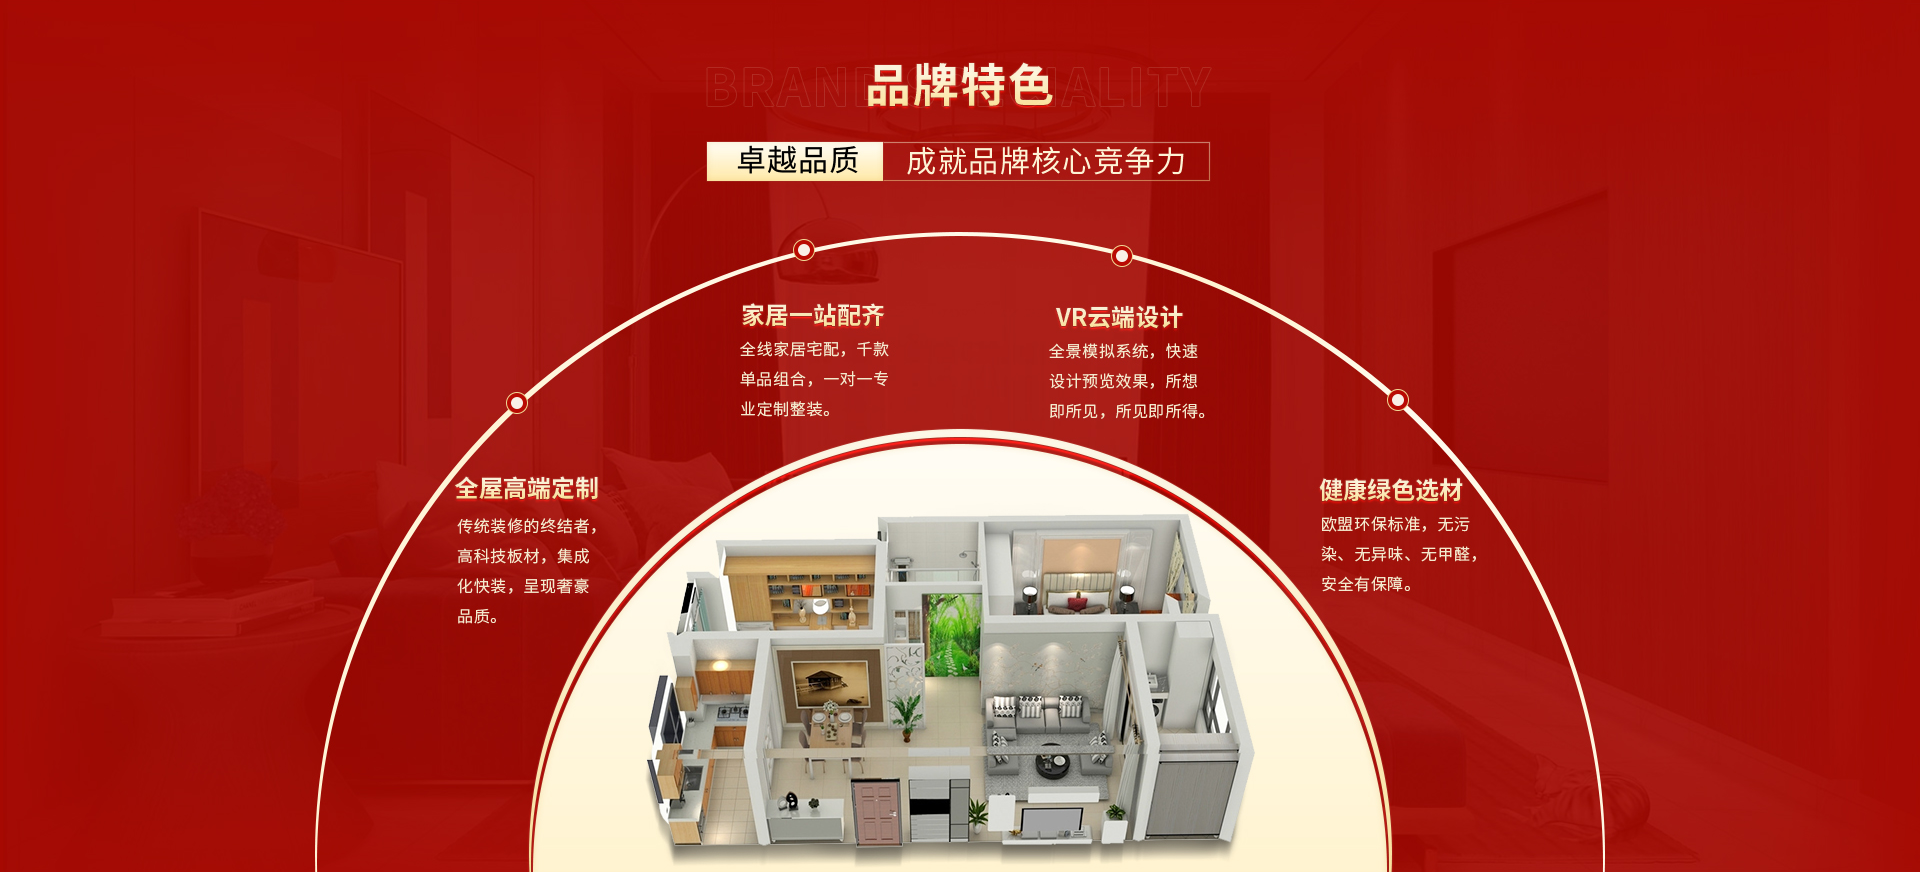 品牌特色
卓越品质 成就品牌核心竞争力
家居一站配齐
全线家居宅配，千款
单品组合，一对一专
业定制整装。
VR云端设计
全景模拟系统，快速
设计预览效果，所想
即所见，所见即所得。
全屋高端定制
传统装修的终结者，
高科技板材，集成
化快装，呈现奢豪
品质。
健康绿色选材
欧盟环保标准，无污
染、无异味、无甲醛，
安全有保障。